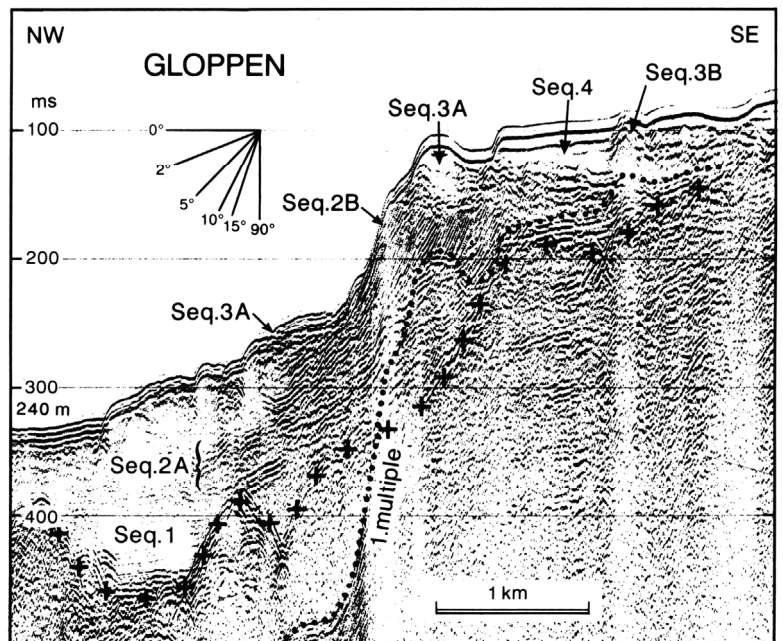 NW
SE
GLOPPEN
ms
Seq.3B
Seq.4
Seq.3A
100
0°
2°
5°
10°
15°
90°
Seq.2B
200
Seq.3A
300
240 m
Seq.2A
1.multiple
400
Seq.1
1 km